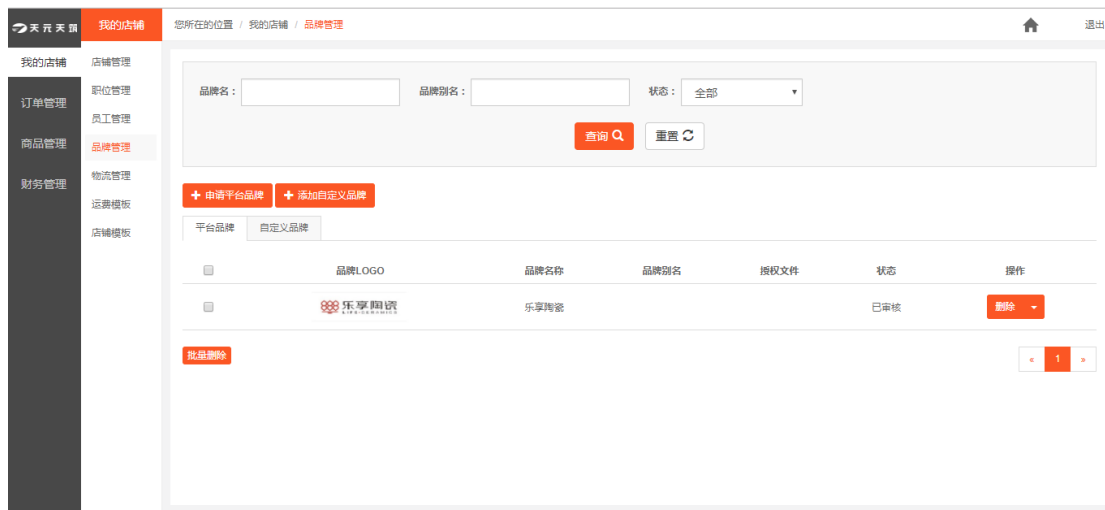 天元天筑
我的店铺
您所在的位置 / 我的店铺 / 品牌管理
退出
我的店铺
订单管理
商品管理
财务管理
店铺管理
职位管理
员工管理
品牌管理
物流管理
运费模板
店铺模板
品牌名：
品牌别名：
状态： 全部
查询
重置
+ 申请平台品牌
+ 添加自定义品牌
平台品牌
自定义品牌
品牌LOGO 品牌名称 品牌别名 授权文件 状态 操作
乐享陶瓷 乐享陶瓷 已审核 删除
批量删除
« 1 »